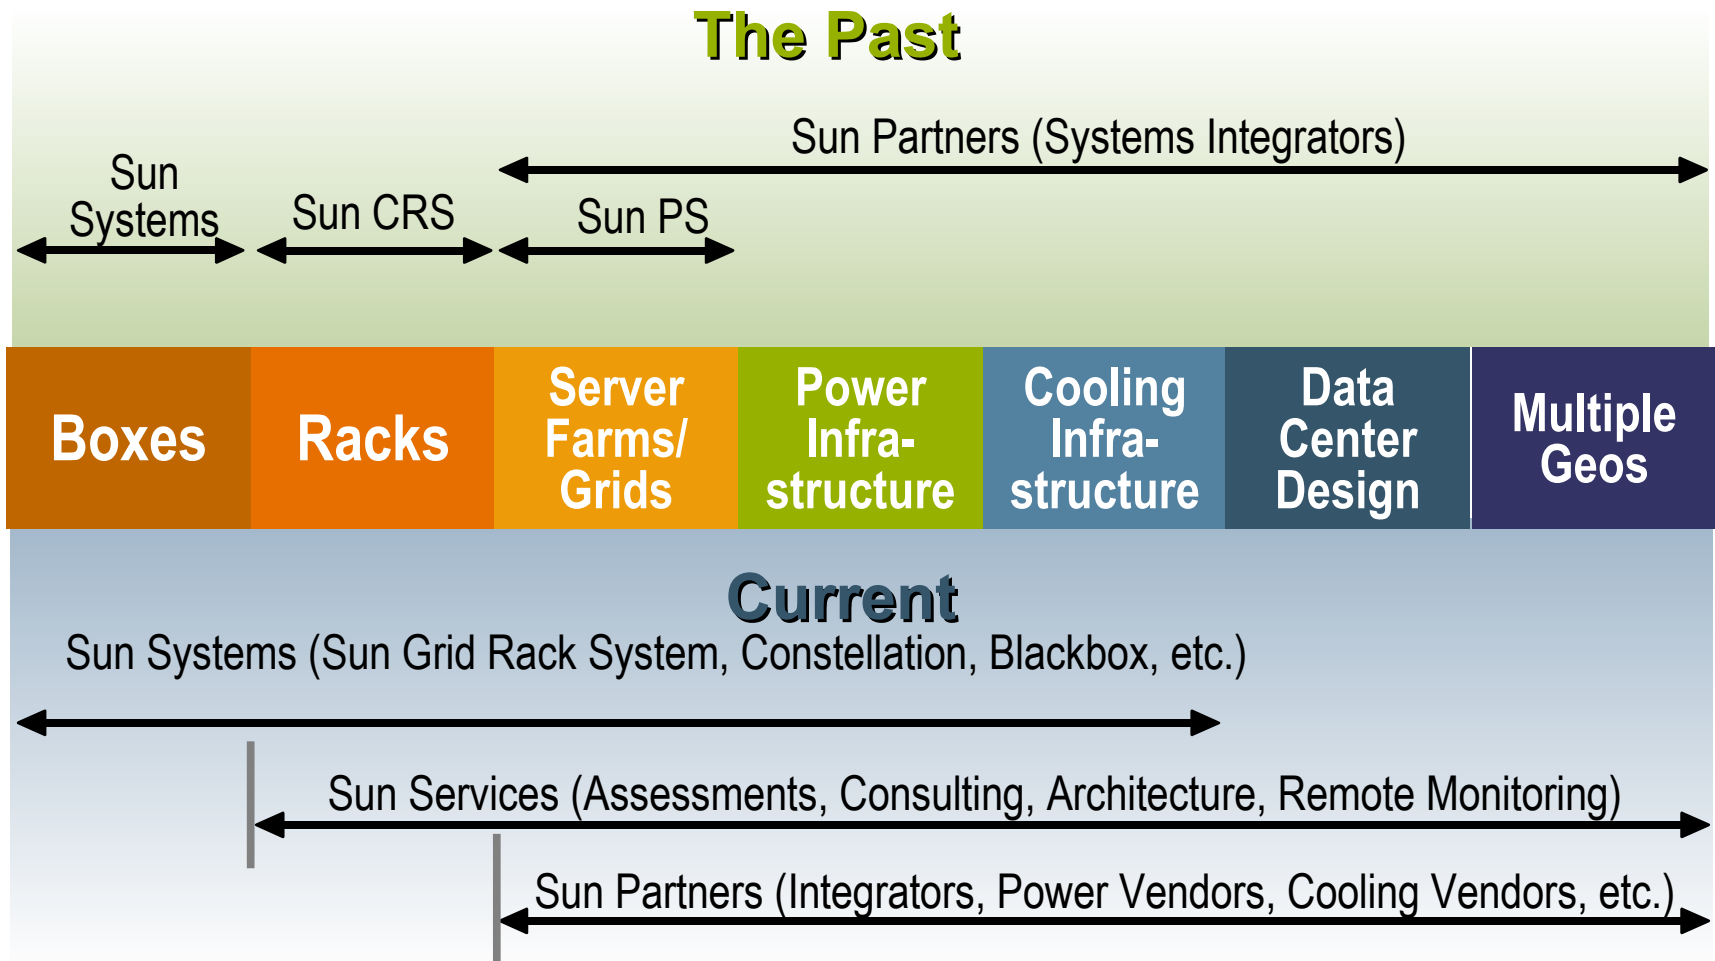 The Past
Sun Partners (Systems Integrators)
Sun
Systems
Sun CRS
Sun PS
Boxes
Racks
Server
Farms/
Grids
Power
Infra-
structure
Cooling
Infra-
structure
Data
Center
Design
Multiple
Geos
Current
Sun Systems (Sun Grid Rack System, Constellation, Blackbox, etc.)
Sun Services (Assessments, Consulting, Architecture, Remote Monitoring)
Sun Partners (Integrators, Power Vendors, Cooling Vendors, etc.)